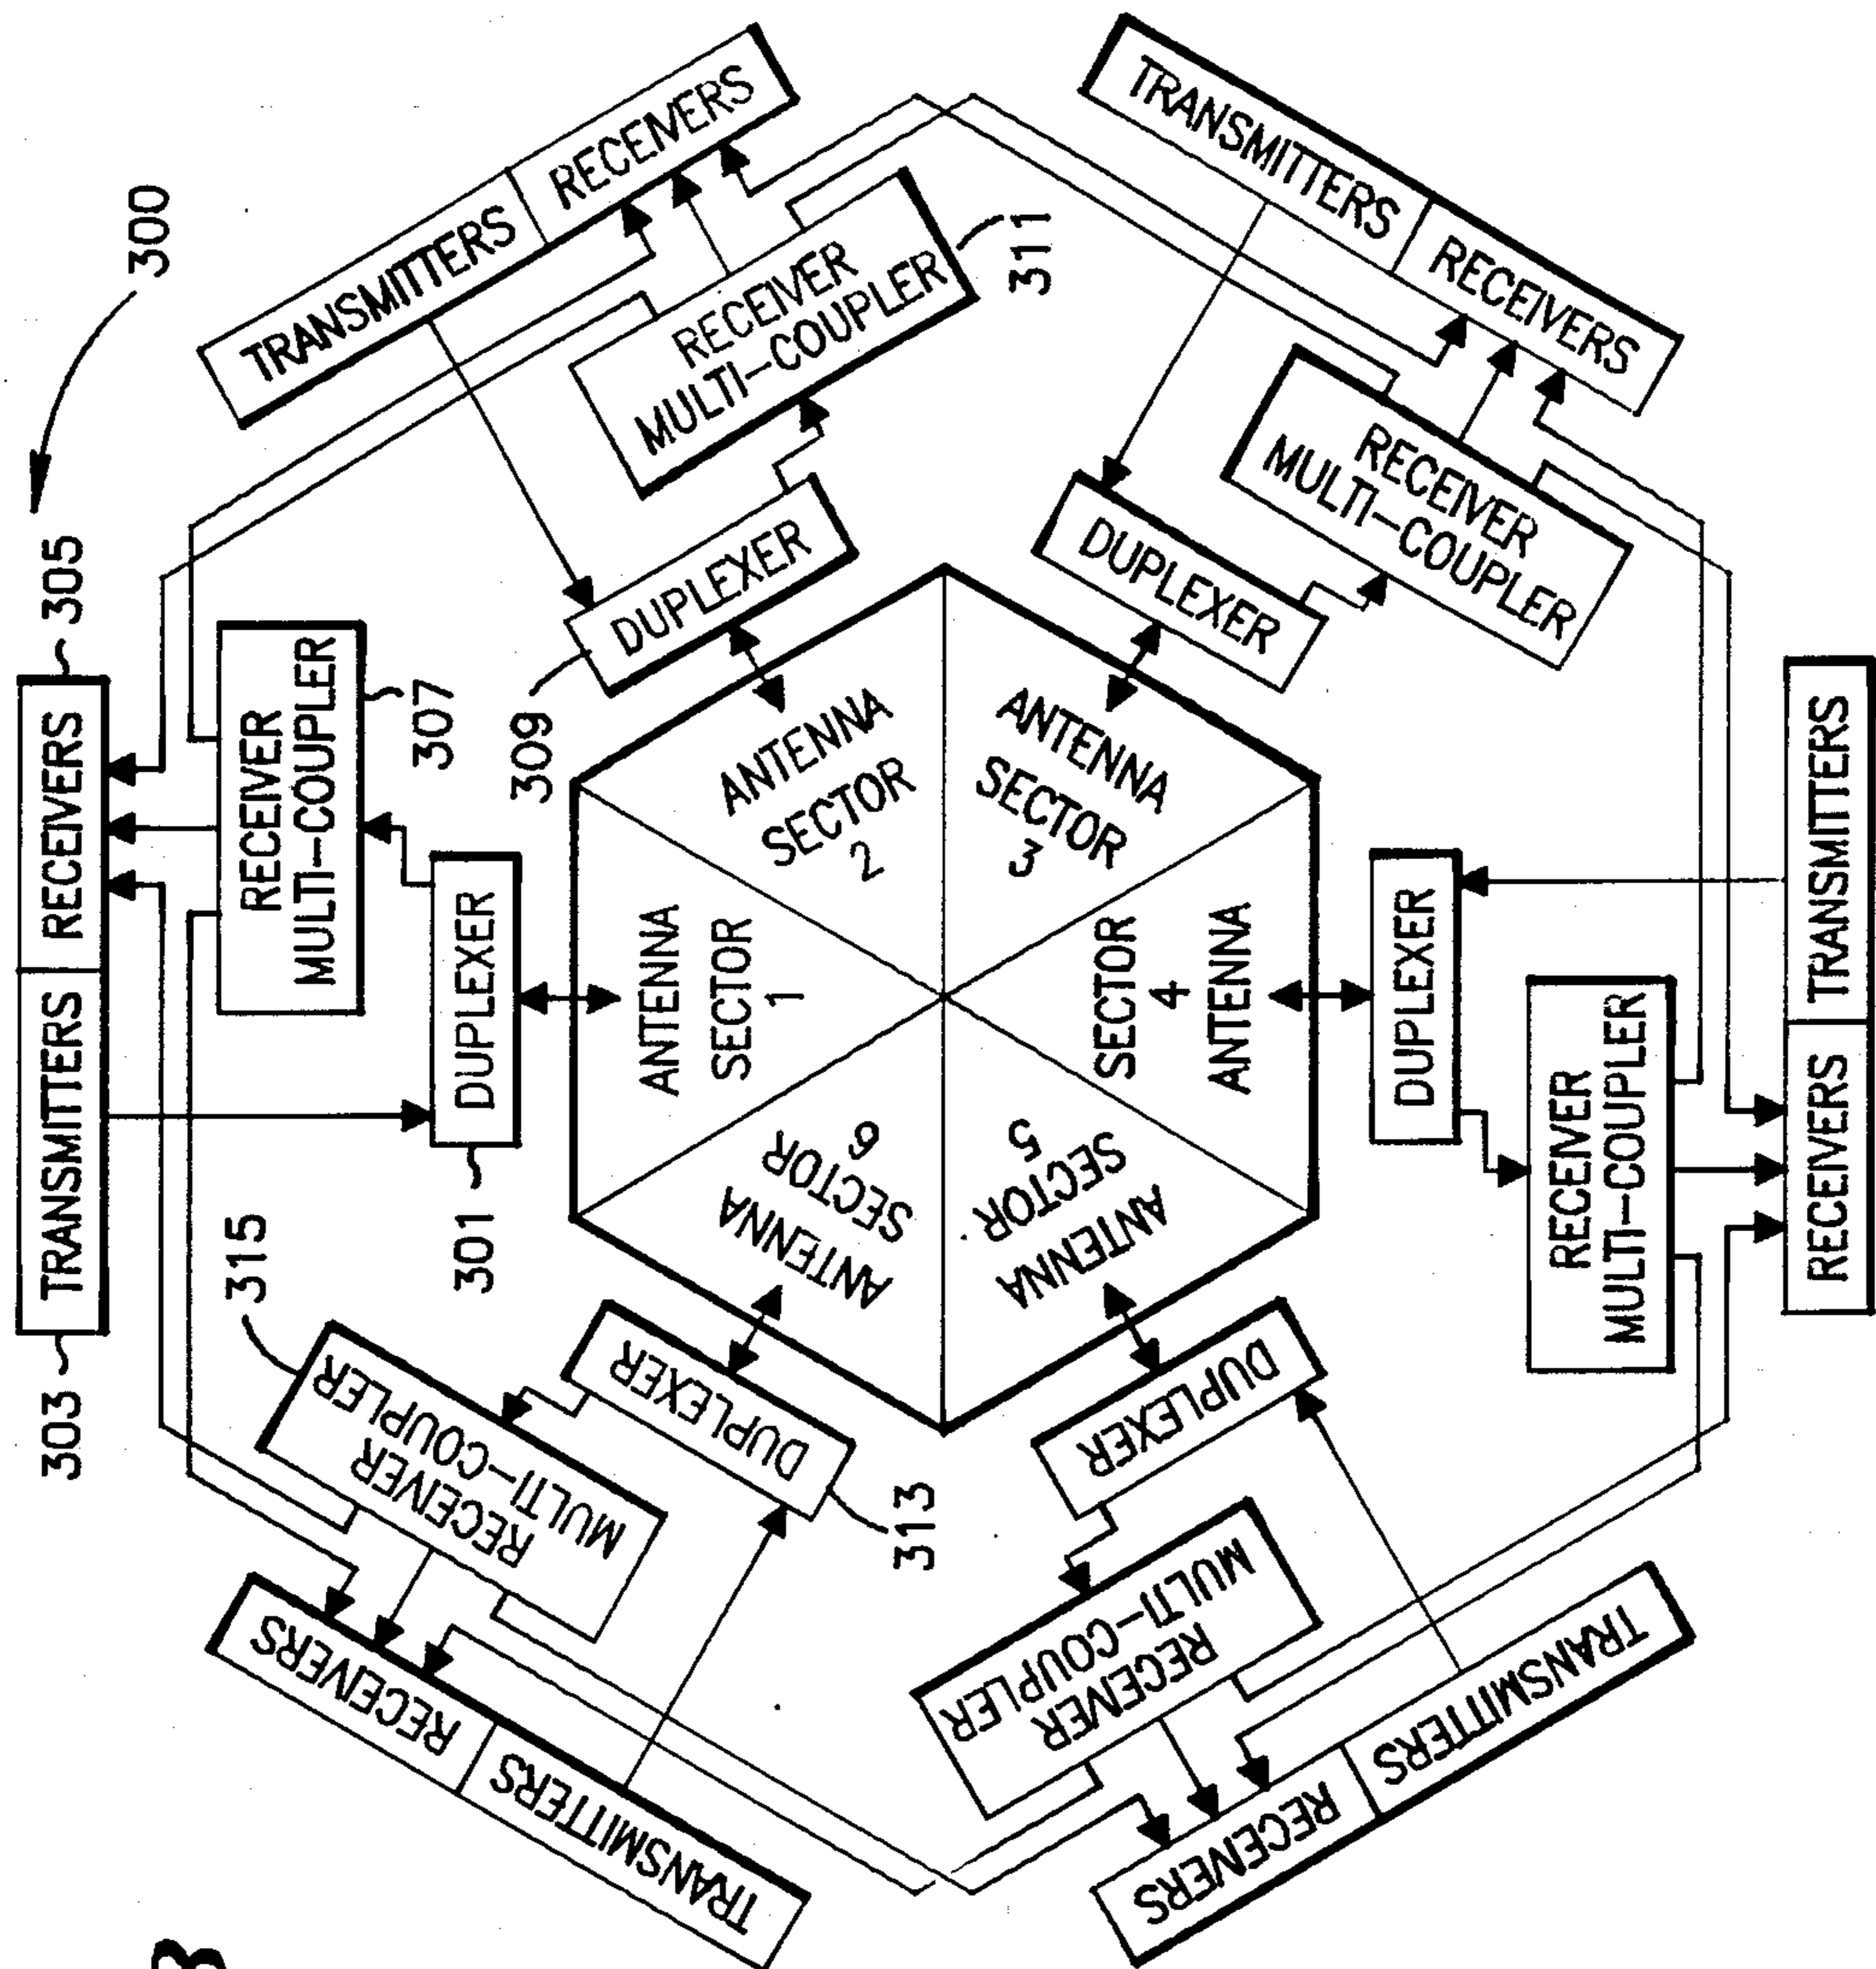 300
303
TRANSMITTERS
RECEIVERS
305
RECEIVER
MULTI-COUPLER
307
301
DUPLEXER
ANTENNA
SECTOR
1
TRANSMITTERS
RECEIVERS
RECEIVER
MULTI-COUPLER
311
309
DUPLEXER
ANTENNA
SECTOR
2
TRANSMITTERS
RECEIVERS
RECEIVER
MULTI-COUPLER
DUPLEXER
ANTENNA
SECTOR
3
SECTOR
4
ANTENNA
DUPLEXER
RECEIVER
MULTI-COUPLER
RECEIVERS
TRANSMITTERS
ANTENNA
SECTOR
5
DUPLEXER
RECEIVER
MULTI-COUPLER
RECEIVERS
TRANSMITTERS
ANTENNA
SECTOR
6
DUPLEXER
313
315
RECEIVER
MULTI-COUPLER
RECEIVERS
TRANSMITTERS
3